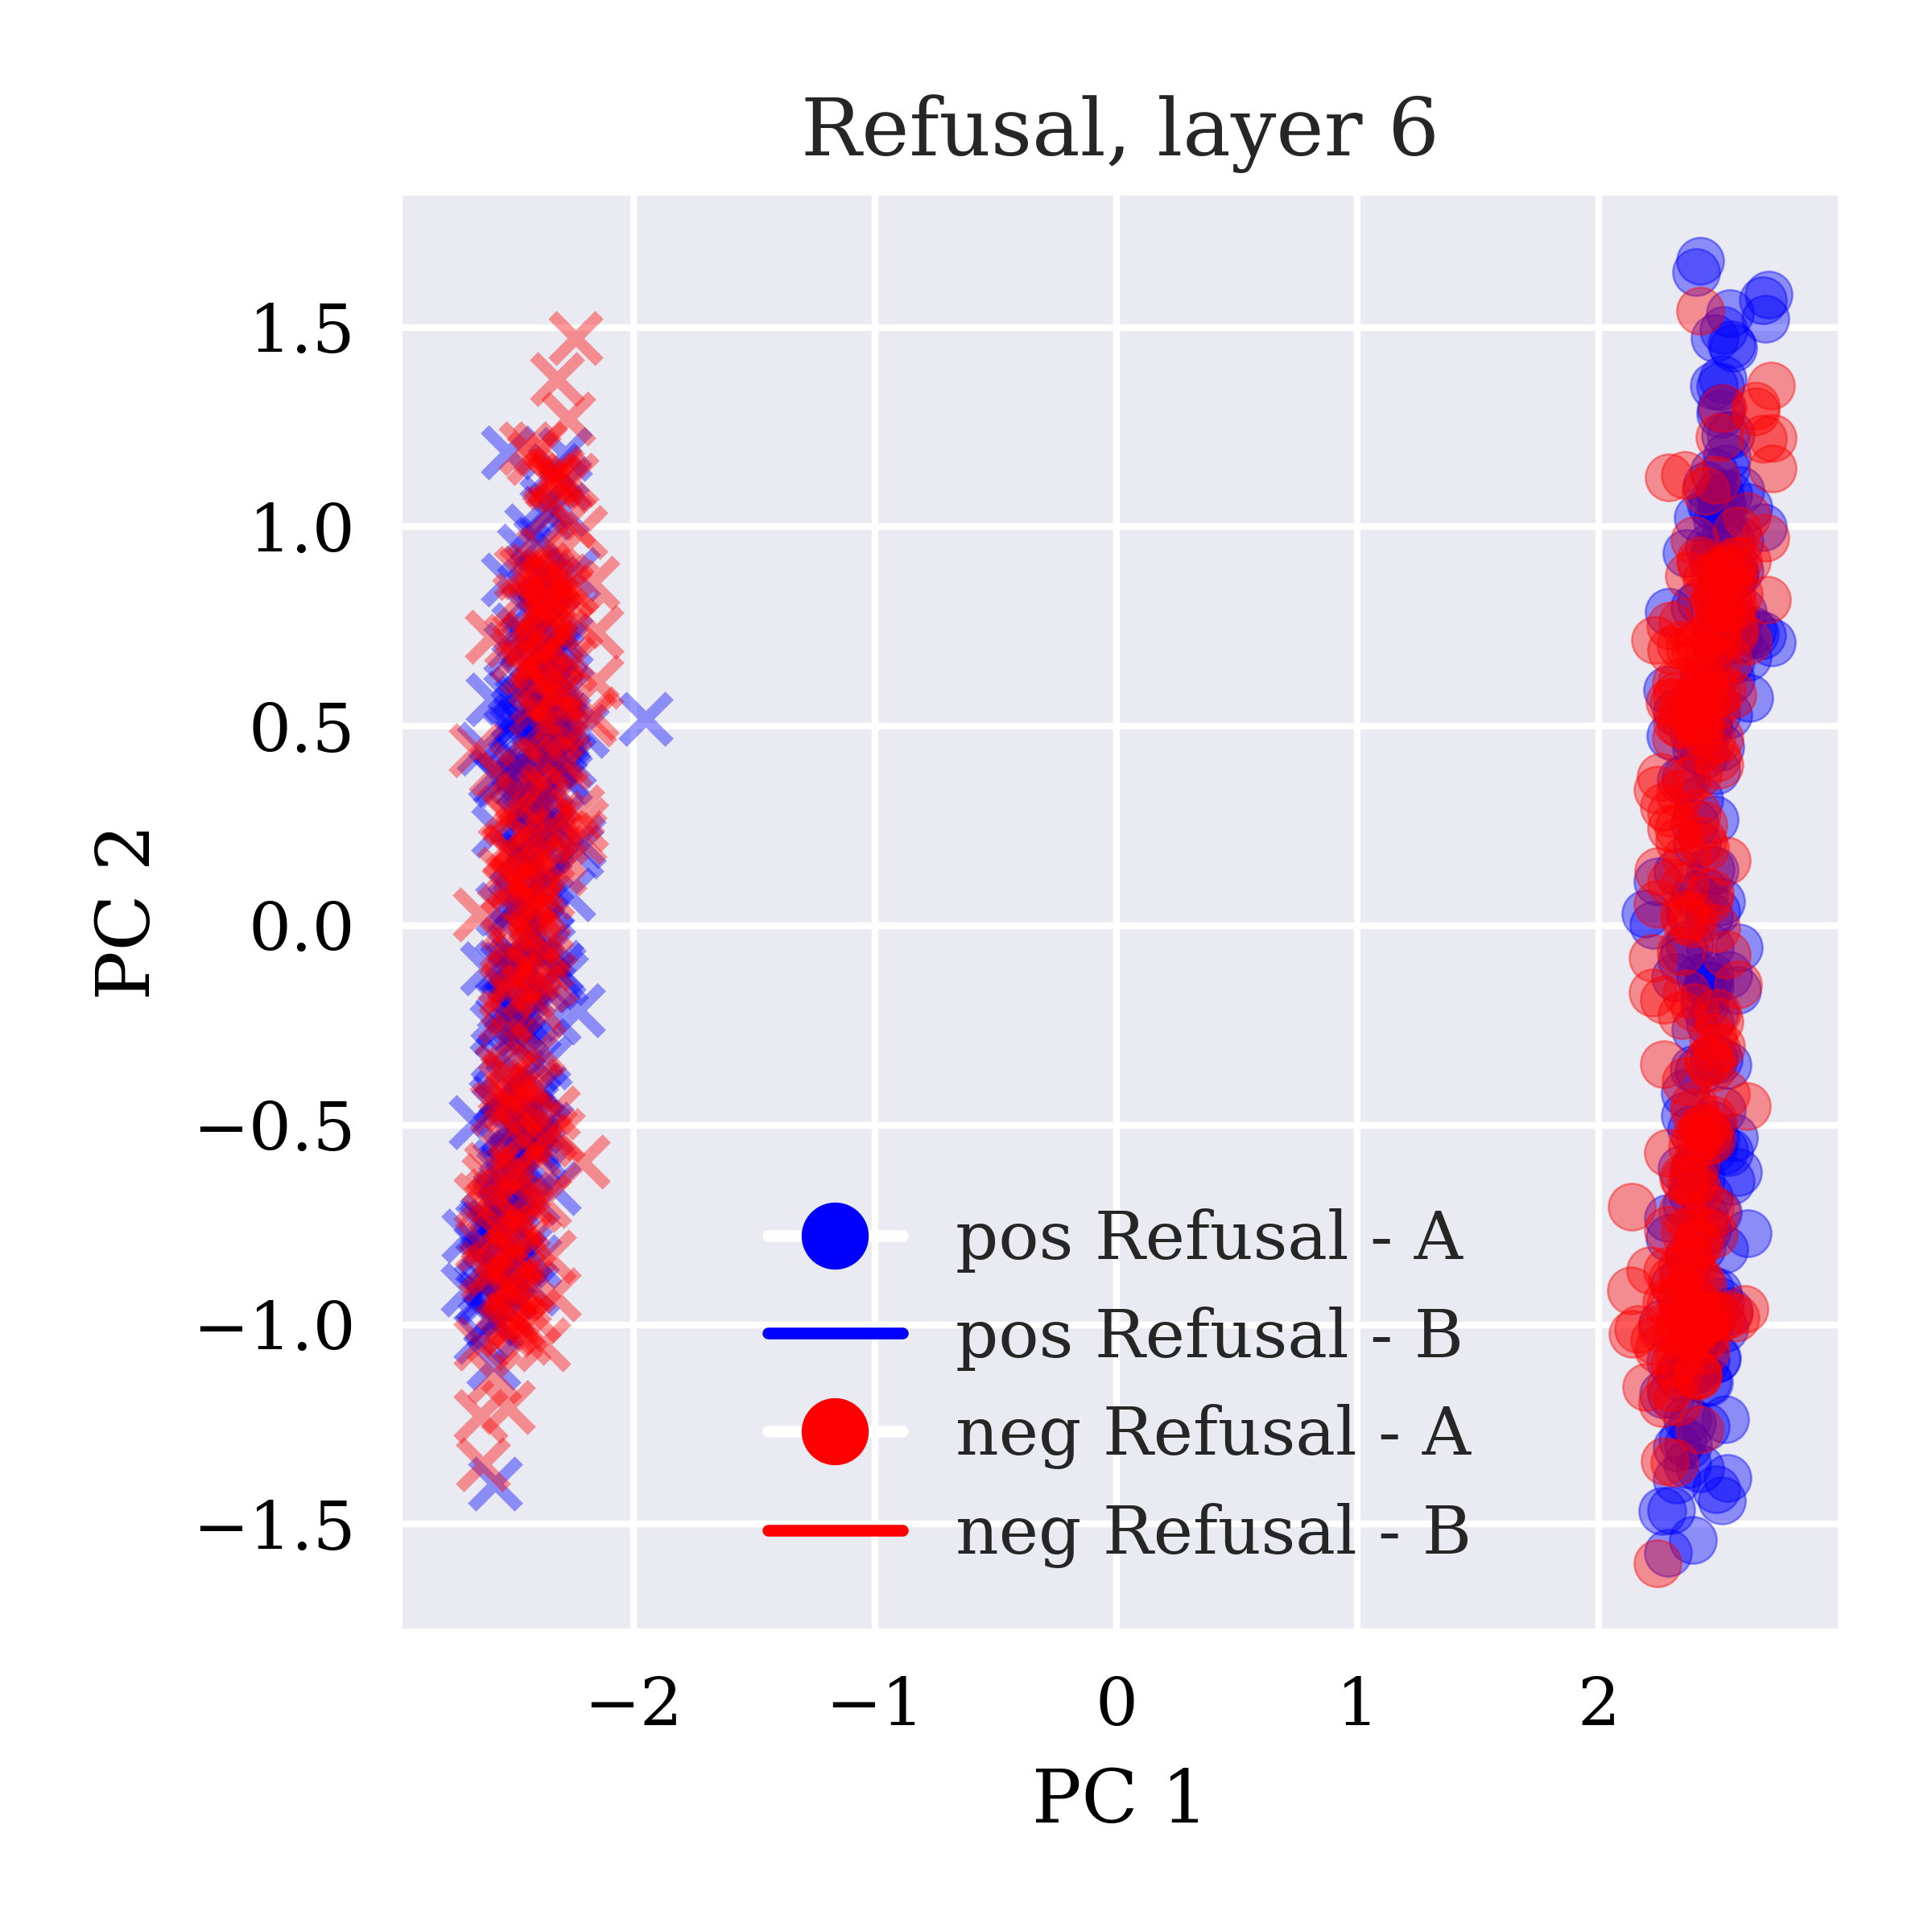 Refusal, layer 6
1.5
1.0
0.5
0.0
−0.5
−1.0
−1.5
PC 2
pos Refusal - A
pos Refusal - B
neg Refusal - A
neg Refusal - B
−2 −1 0 1 2
PC 1